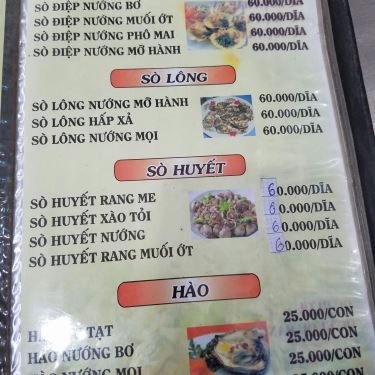 SÒ ĐIỆP NƯỚNG BƠ 60.000/DĨA
SÒ ĐIỆP NƯỚNG MUỐI ỚT 60.000/DĨA
SÒ ĐIỆP NƯỚNG PHÔ MAI 60.000/DĨA
SÒ ĐIỆP NƯỚNG MỠ HÀNH 60.000/DĨA
SÒ LÔNG
SÒ LÔNG NƯỚNG MỠ HÀNH 60.000/DĨA
SÒ LÔNG HẤP XẢ 60.000/DĨA
SÒ LÔNG NƯỚNG MỌI 60.000/DĨA
SÒ HUYẾT
SÒ HUYẾT RANG ME 60.000/DĨA
SÒ HUYẾT XÀO TỎI 60.000/DĨA
SÒ HUYẾT NƯỚNG 60.000/DĨA
SÒ HUYẾT RANG MUỐI ỚT 60.000/DĨA
HÀO
TẠT 25.000/CON
HÀO NƯỚNG BƠ 25.000/CON
NƯỚNG MỌI 25.000/CON